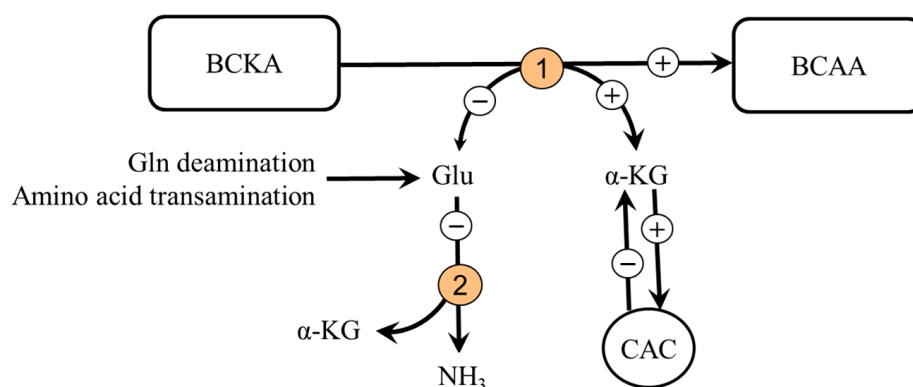 BCKA
1
+
BCAA
−
+
Gln deamination
Amino acid transamination
Glu
α-KG
−
+
−
2
α-KG
CAC
NH₃